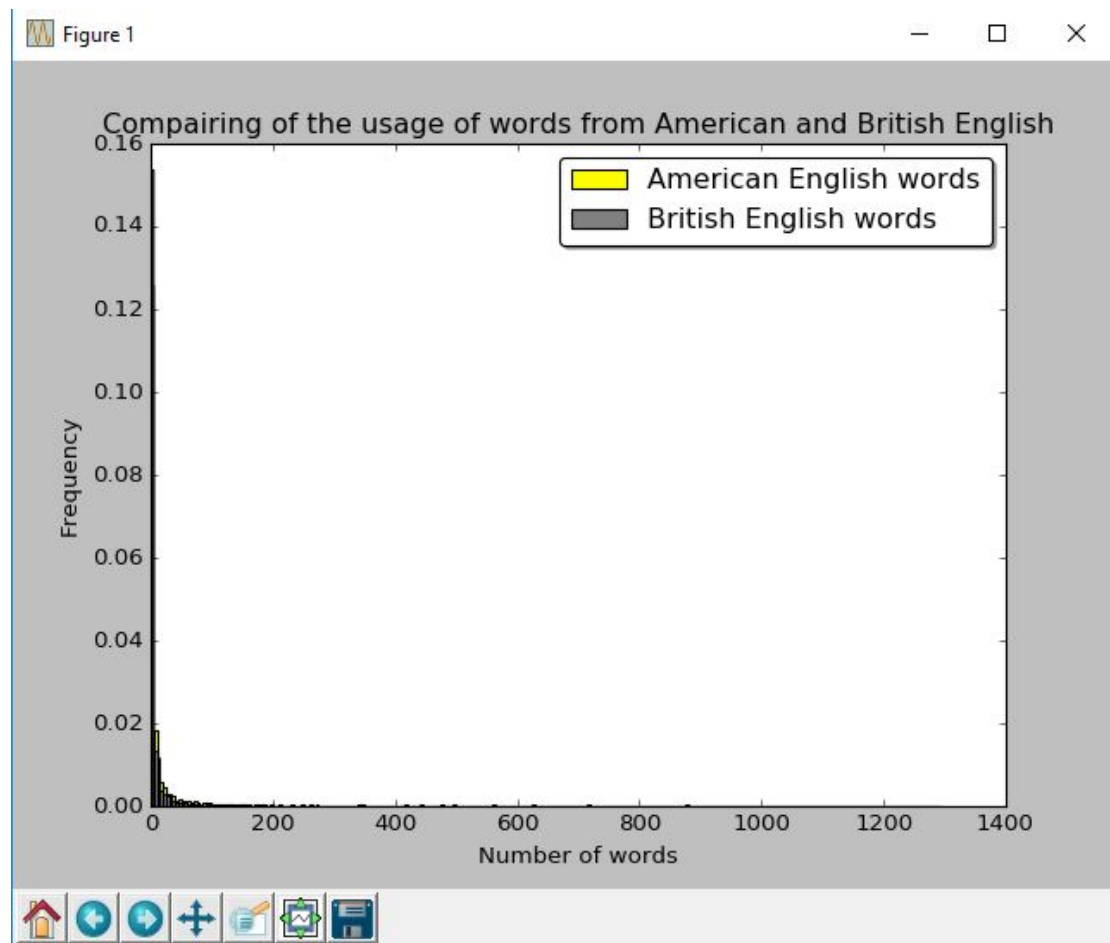 Figure 1
Compairing of the usage of words from American and British English
American English words
British English words
0.16
0.14
0.12
0.10
0.08
0.06
0.04
0.02
0.00
Frequency
0 200 400 600 800 1000 1200 1400
Number of words